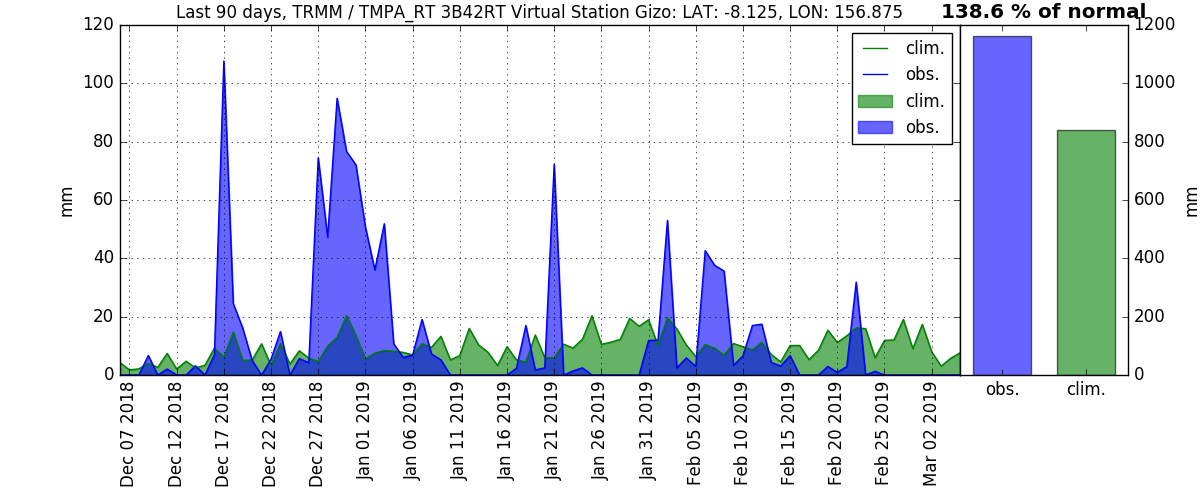 Last 90 days, TRMM / TMPA_RT 3B42RT Virtual Station Gizo: LAT: -8.125, LON: 156.875
138.6 % of normal
120
100
80
60
40
20
0
mm
clim.
obs.
clim.
obs.
1200
1000
800
600
400
200
0
mm
Dec 07 2018
Dec 12 2018
Dec 17 2018
Dec 22 2018
Dec 27 2018
Jan 01 2019
Jan 06 2019
Jan 11 2019
Jan 16 2019
Jan 21 2019
Jan 26 2019
Jan 31 2019
Feb 05 2019
Feb 10 2019
Feb 15 2019
Feb 20 2019
Feb 25 2019
Mar 02 2019
obs.
clim.